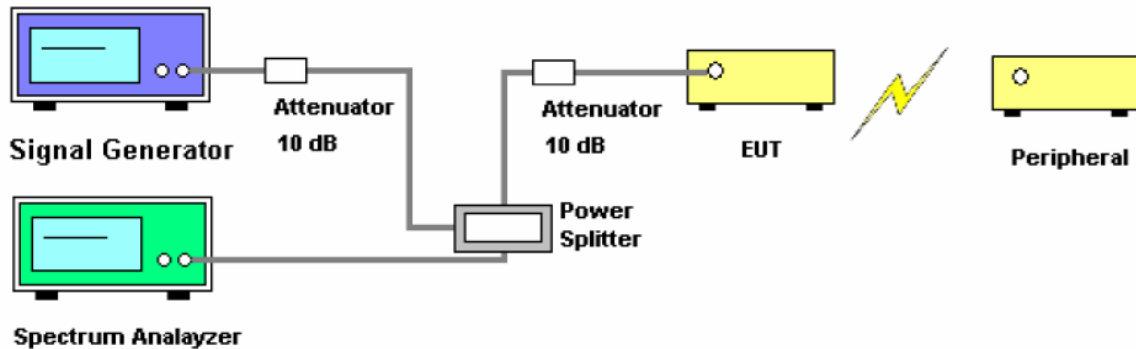 Attenuator
10 dB
Signal Generator
Attenuator
10 dB
EUT
Peripheral
Power
Splitter
Spectrum Analayzer